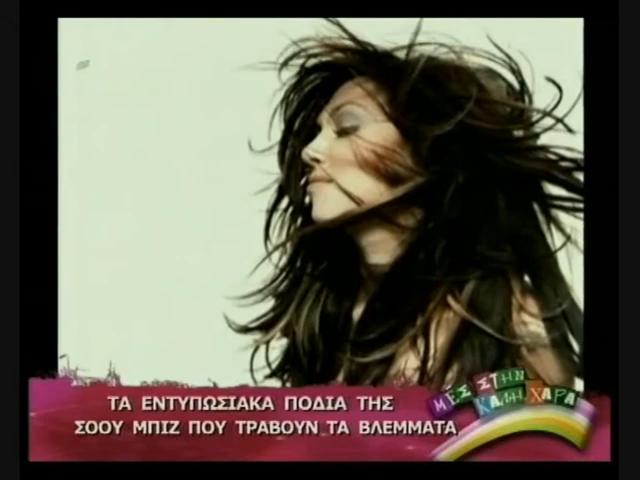 ΤΑ ΕΝΤΥΠΩΣΙΑΚΑ ΠΟΔΙΑ ΤΗΣ
ΣΟΟΥ ΜΠΙΖ ΠΟΥ ΤΡΑΒΟΥΝ ΤΑ ΒΛΕΜΜΑΤΑ
ΜΕΣ ΣΤΗΝ
ΚΑΛΗ ΧΑΡΑ